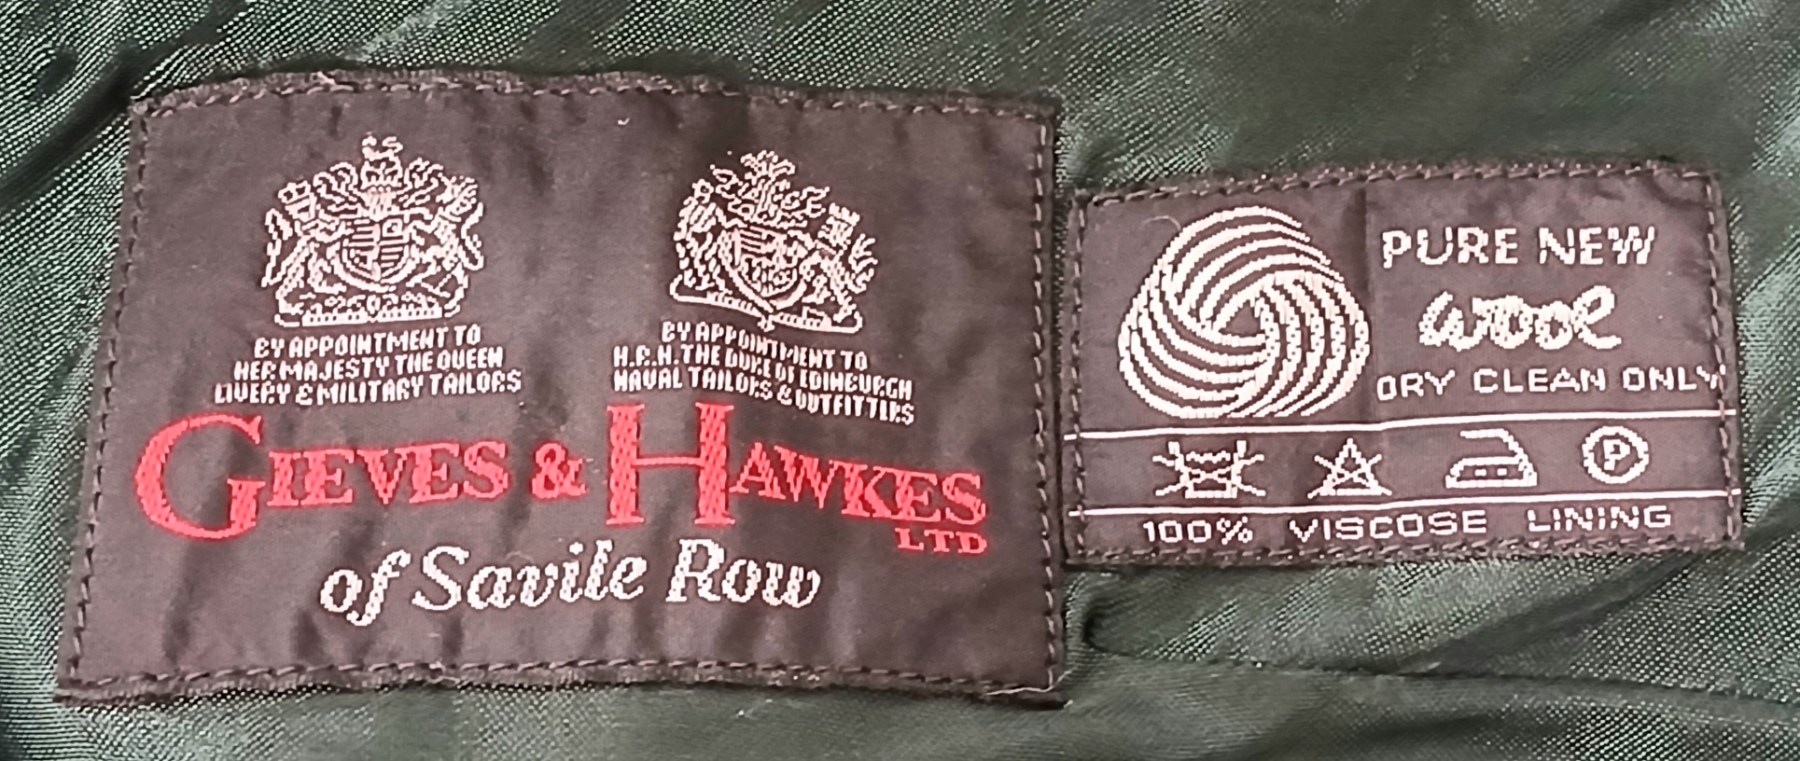 BY APPOINTMENT TO
HER MAJESTY THE QUEEN
LIVERY & MILITARY TAILORS
BY APPOINTMENT TO
H.R.H. THE DUKE OF EDINBURGH
NAVAL TAILORS & OUTFITTERS
GIEVES & HAWKES
LTD
of Savile Row
PURE NEW
wool
DRY CLEAN ONLY
P
100% VISCOSE LINING